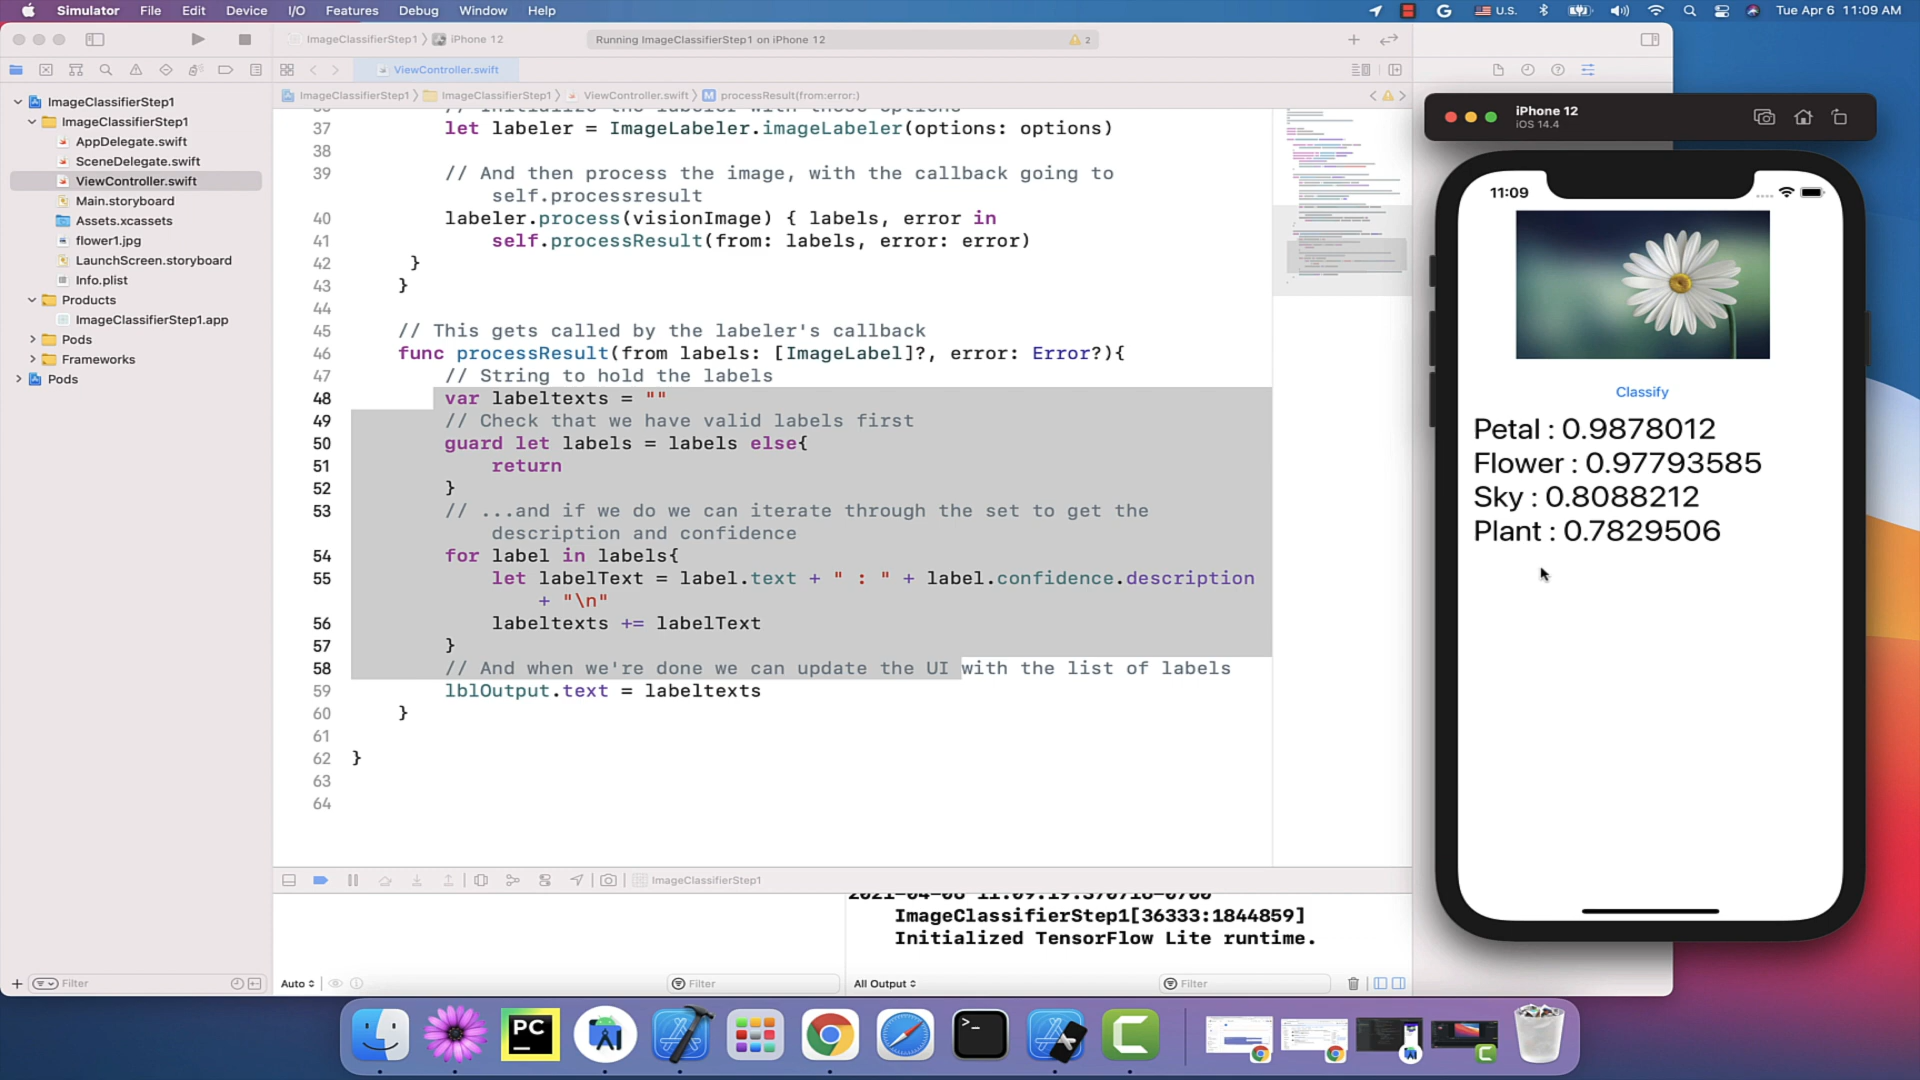 Simulator File Edit Device I/O Features Debug Window Help U.S. Tue Apr 6 11:09 AM
ImageClassifierStep1 〉 iPhone 12
Running ImageClassifierStep1 on iPhone 12
2
ViewController.swift
ImageClassifierStep1 〉 ImageClassifierStep1 〉 ViewController.swift 〉 M processResult(from:error:)
ImageClassifierStep1
ImageClassifierStep1
AppDelegate.swift
SceneDelegate.swift
ViewController.swift
Main.storyboard
Assets.xcassets
flower1.jpg
LaunchScreen.storyboard
Info.plist
Products
ImageClassifierStep1.app
Pods
Frameworks
Pods
// Initialize the labeler with these options
37 let labeler = ImageLabeler.imageLabeler(options: options)
38
39 // And then process the image, with the callback going to
self.processresult
40 labeler.process(visionImage) { labels, error in
41 self.processResult(from: labels, error: error)
42 }
43 }
44
45 // This gets called by the labeler's callback
46 func processResult(from labels: [ImageLabel]?, error: Error?){
47 // String to hold the labels
48 var labeltexts = ""
49 // Check that we have valid labels first
50 guard let labels = labels else{
51 return
52 }
53 // ...and if we do we can iterate through the set to get the
description and confidence
54 for label in labels{
55 let labelText = label.text + " : " + label.confidence.description
+ "\n"
56 labeltexts += labelText
57 }
58 // And when we're done we can update the UI with the list of labels
59 lblOutput.text = labeltexts
60 }
61
62 }
63
64
ImageClassifierStep1
ImageClassifierStep1[36333:1844859]
Initialized TensorFlow Lite runtime.
Filter
Auto
Filter
All Output
Filter
iPhone 12
iOS 14.4
11:09
Classify
Petal : 0.9878012
Flower : 0.97793585
Sky : 0.8088212
Plant : 0.7829506
PC